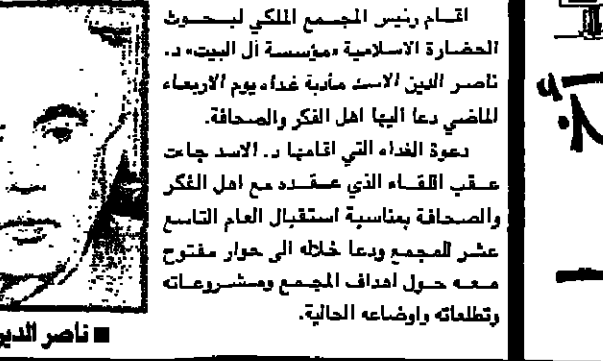 اقام رئيس المجمع الملكي لبحوث
الحضارة الاسلامية «مؤسسة آل البيت» د.
ناصر الدين الاسد مأدبة غداء يوم الاربعاء
الماضي دعا اليها اهل الفكر والصحافة.
دعوة الغداء التي اقامها د. الاسد جاءت
عقب اللقاء الذي عقده مع اهل الفكر
والصحافة بمناسبة استقبال العام التاسع
عشر للمجمع ودعا خلاله الى حوار مفتوح
معه حول اهداف المجمع ومشروعاته
وتطلعاته واوضاعه الحالية.
■ ناصر الدين